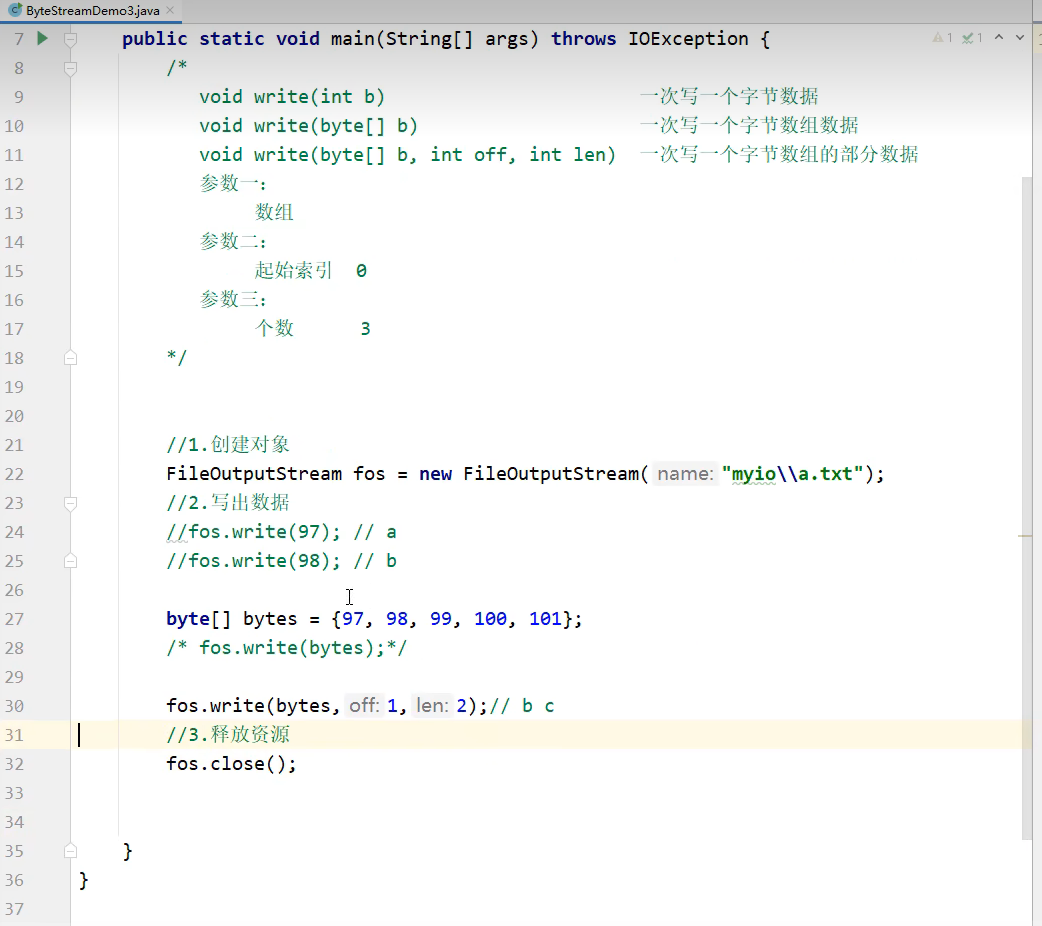 ByteStreamDemo3.java
7 public static void main(String[] args) throws IOException {
1 1
8 /*
9 void write(int b) 一次写一个字节数据
10 void write(byte[] b) 一次写一个字节数组数据
11 void write(byte[] b, int off, int len) 一次写一个字节数组的部分数据
12 参数一:
13 数组
14 参数二:
15 起始索引 0
16 参数三:
17 个数 3
18 */
19
20
21 //1.创建对象
22 FileOutputStream fos = new FileOutputStream( name: "myio\\a.txt");
23 //2.写出数据
24 //fos.write(97); // a
25 //fos.write(98); // b
26
27 byte[] bytes = {97, 98, 99, 100, 101};
28 /* fos.write(bytes);*/
29
30 fos.write(bytes, off: 1, len: 2);// b c
31 //3.释放资源
32 fos.close();
33
34
35 }
36 }
37